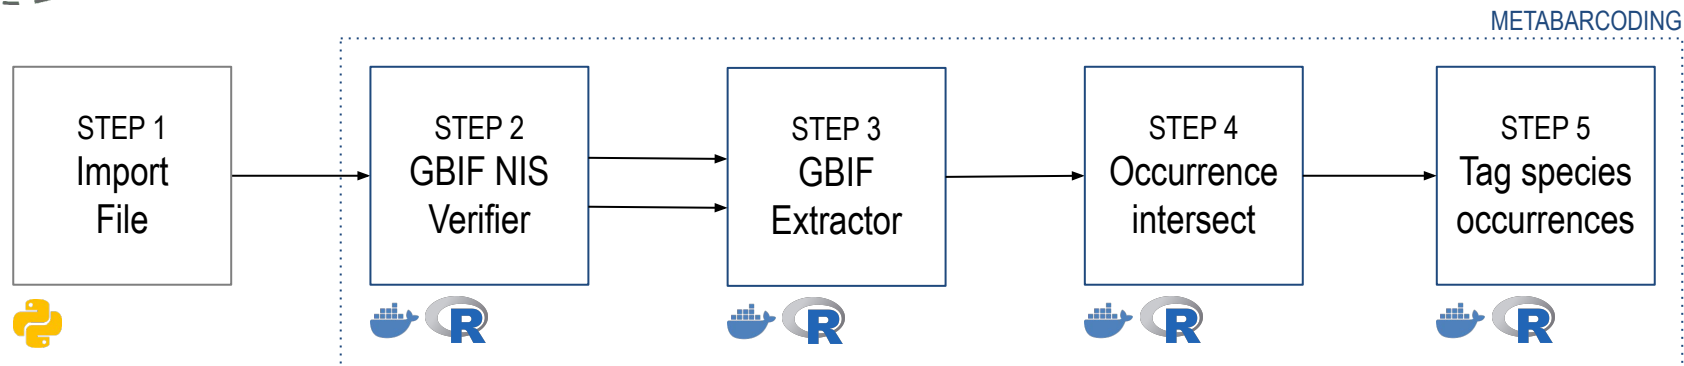 METABARCODING
STEP 1
Import
File
STEP 2
GBIF NIS
Verifier
STEP 3
GBIF
Extractor
STEP 4
Occurrence
intersect
STEP 5
Tag species
occurrences
R
R
R
R